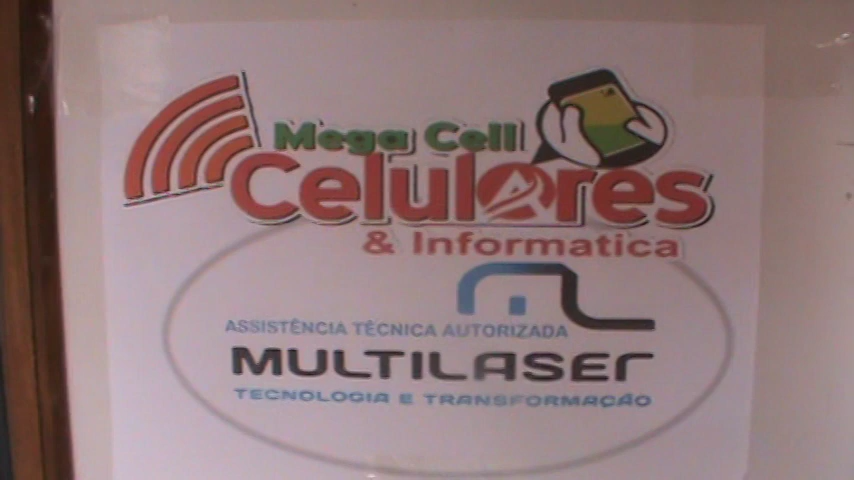 Mega Cell
Celulares
& Informatica
ASSISTÊNCIA TÉCNICA AUTORIZADA
MULTILASER
TECNOLOGIA E TRANSFORMAÇÃO